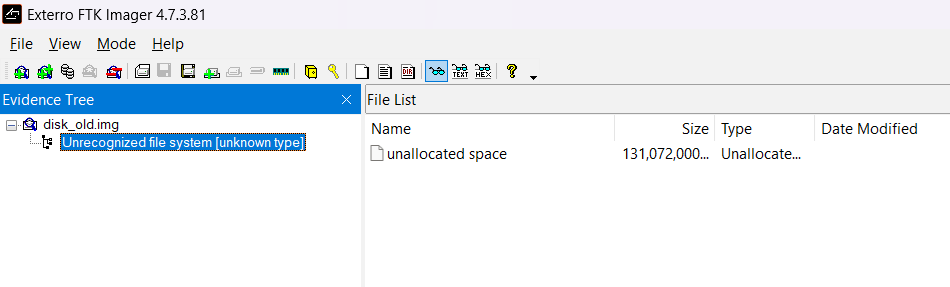 Exterro FTK Imager 4.7.3.81
File View Mode Help
DIR TEXT HEX
Evidence Tree
disk_old.img
Unrecognized file system [unknown type]
File List
Name Size Type Date Modified
unallocated space 131,072,000... Unallocate...